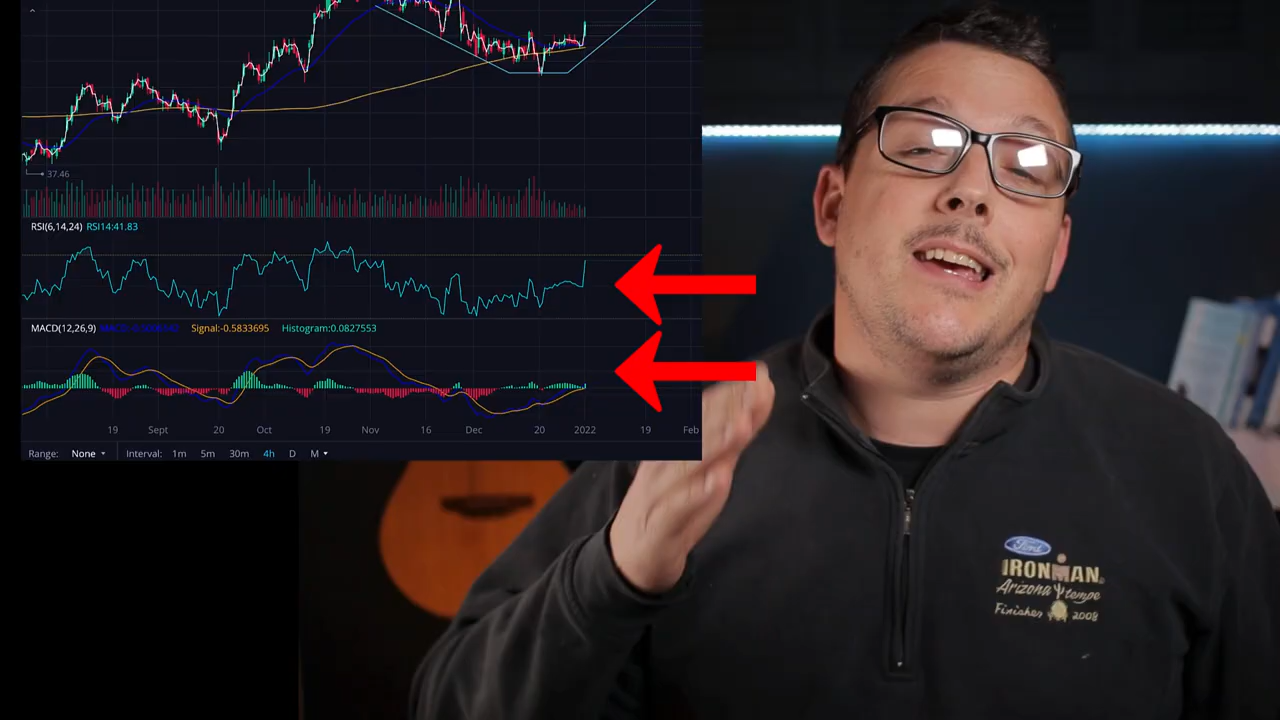 37.46
RSI(6,14,24) RSI14:41.83
MACD(12,26,9) Signal:-0.5833695 Histogram:0.0827553
19 Sept 20 Oct 19 Nov 16 Dec 20 2022 19 Feb
Range: None Interval: 1m 5m 30m 4h D M
Ford
IRONMAN
Arizona tempe
Finisher 2008